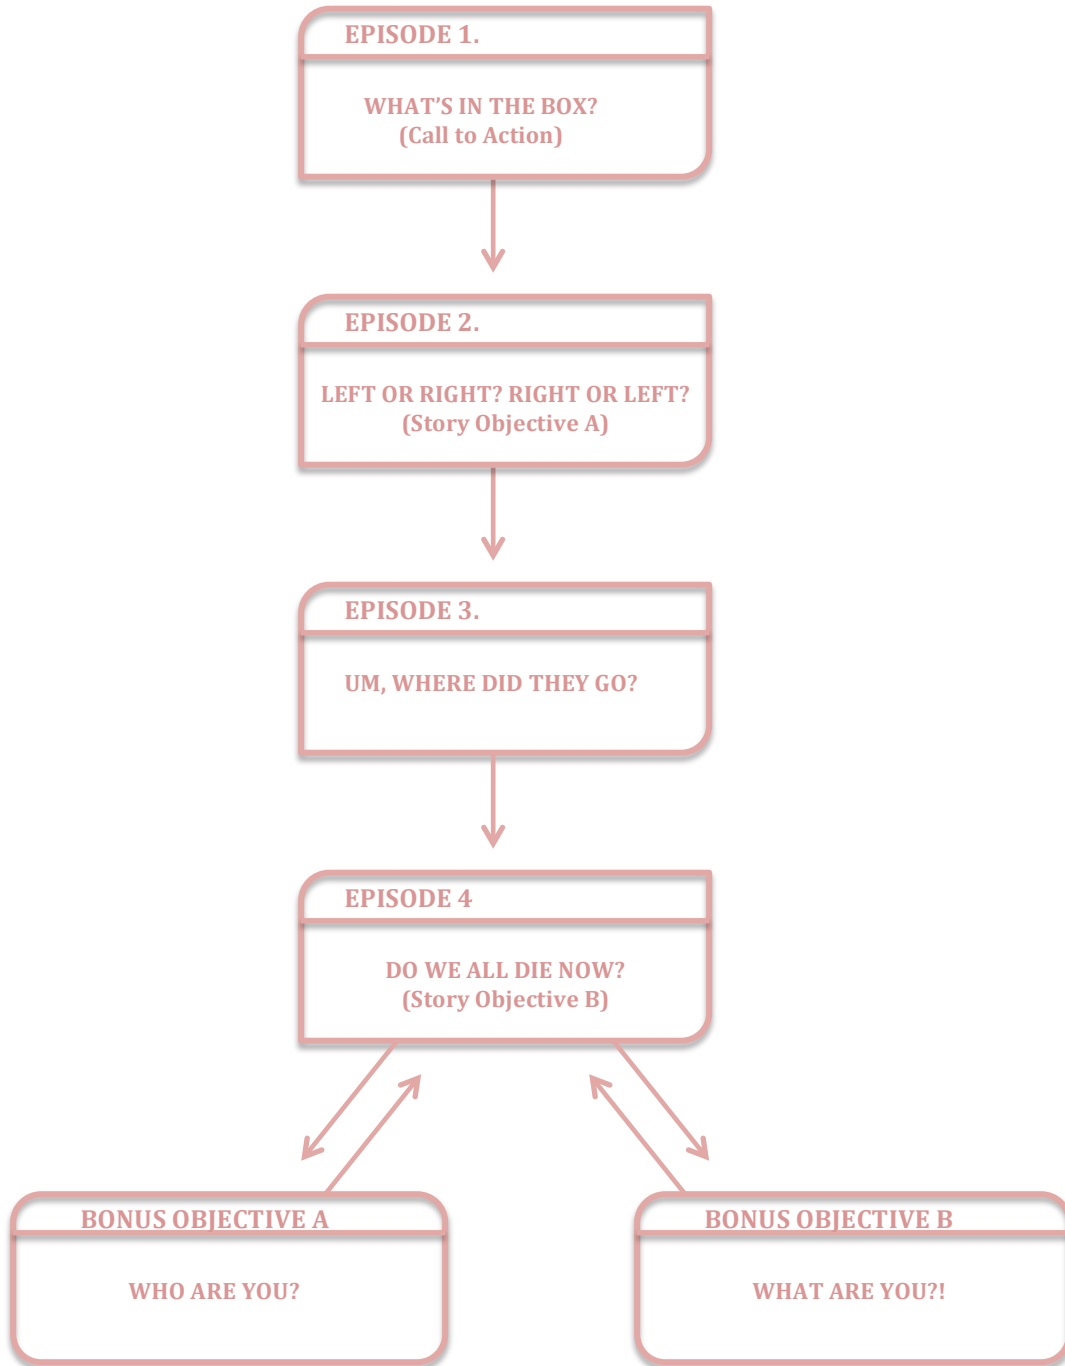 EPISODE 1.
WHAT'S IN THE BOX?
(Call to Action)
EPISODE 2.
LEFT OR RIGHT? RIGHT OR LEFT?
(Story Objective A)
EPISODE 3.
UM, WHERE DID THEY GO?
EPISODE 4
DO WE ALL DIE NOW?
(Story Objective B)
BONUS OBJECTIVE A
WHO ARE YOU?
BONUS OBJECTIVE B
WHAT ARE YOU?!